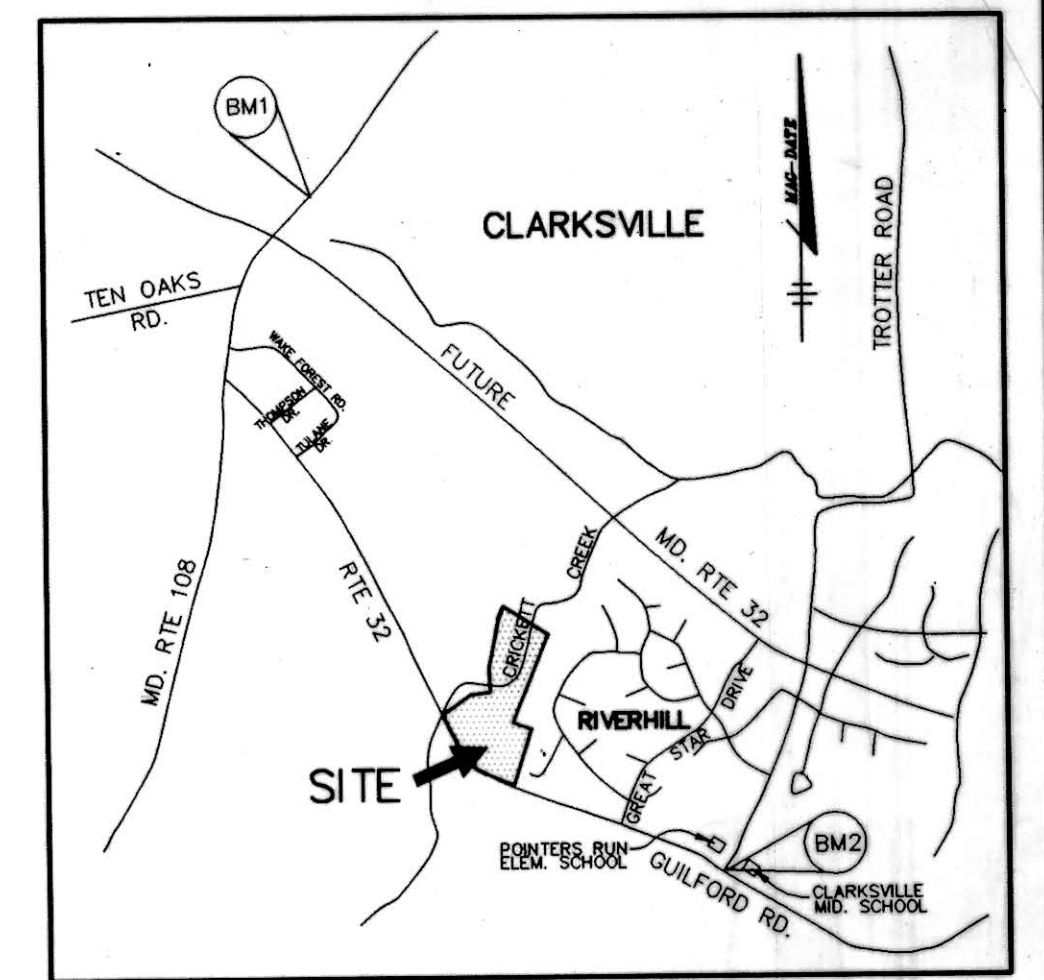 BM1
MAG-DATE
CLARKSVILLE
TROTTER ROAD
TEN OAKS
RD.
WAKE FOREST RD.
THOMPSON
DR.
TULANE
DR
FUTURE
MD. RTE 32
CRICKETT
CREEK
MD. RTE 108
RTE 32
RIVERHILL
GREAT
STAR
DRIVE
SITE
POINTERS RUN
ELEM. SCHOOL
GUILFORD RD.
BM2
CLARKSVILLE
MID. SCHOOL